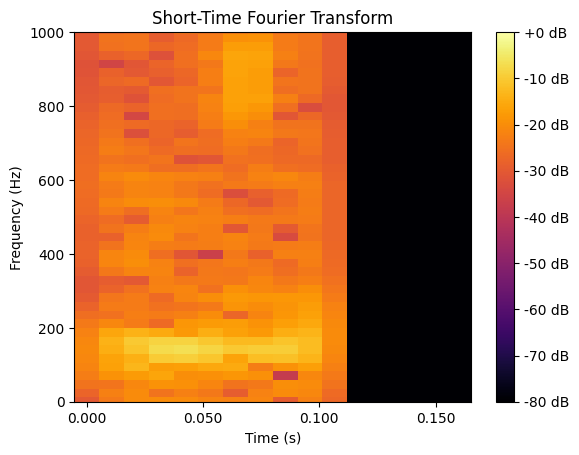 Short-Time Fourier Transform
1000
800
600
400
200
0
Frequency (Hz)
0.000
0.050
0.100
0.150
Time (s)
+0 dB
-10 dB
-20 dB
-30 dB
-40 dB
-50 dB
-60 dB
-70 dB
-80 dB